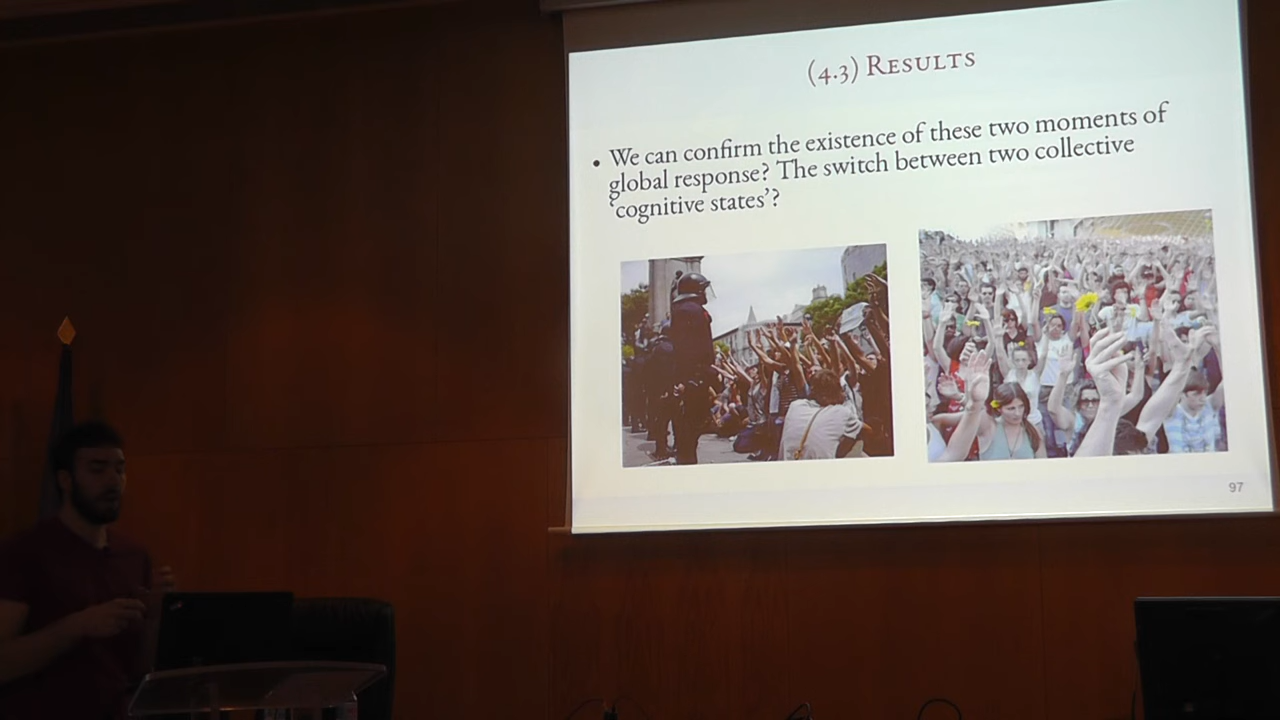 (4.3) Results
• We can confirm the existence of these two moments of
global response? The switch between two collective
'cognitive states'?
97